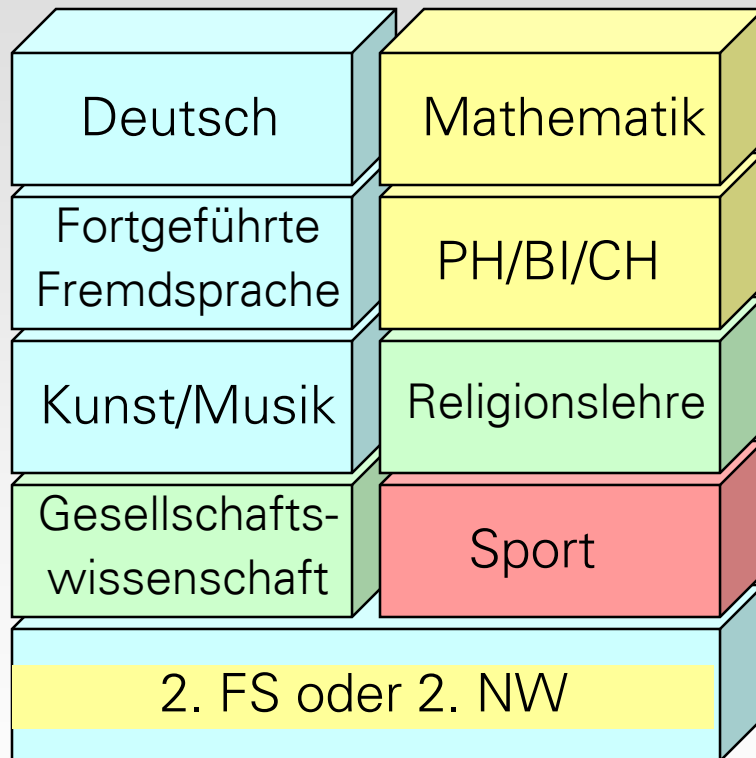 Deutsch
Mathematik
Fortgeführte
Fremdsprache
PH/BI/CH
Kunst/Musik
Religionslehre
Gesellschafts-
wissenschaft
Sport
2. FS oder 2. NW